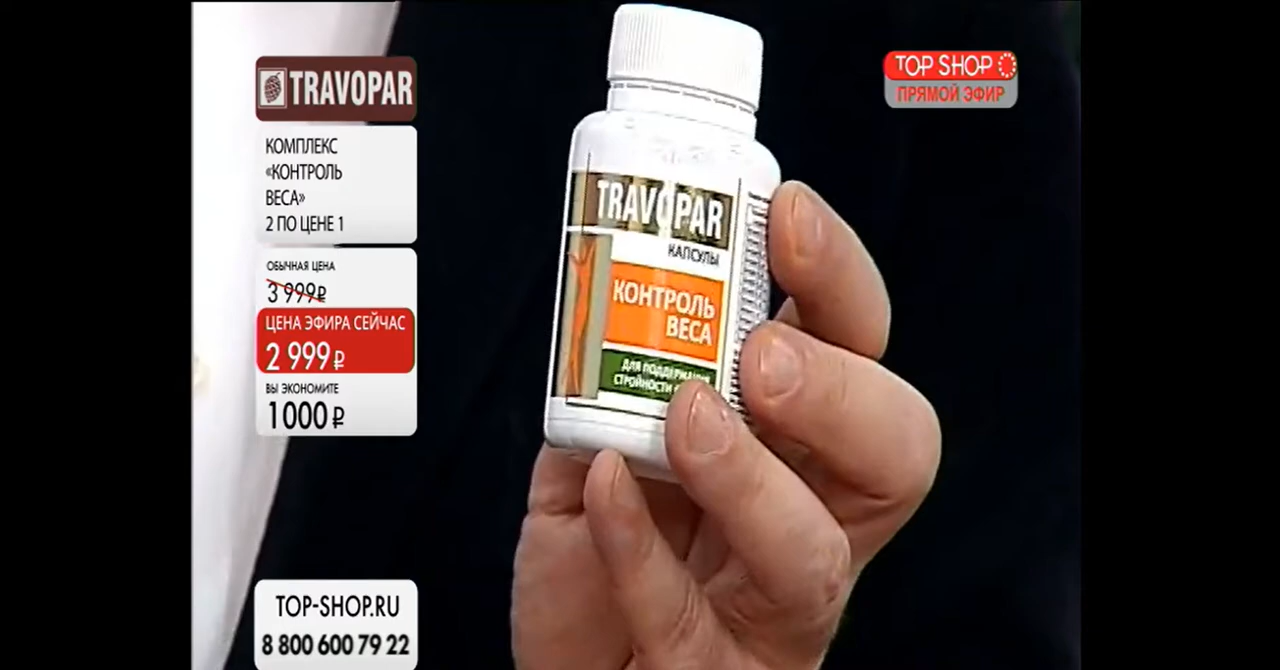 TRAVOPAR
КОМПЛЕКС
«КОНТРОЛЬ
ВЕСА»
2 ПО ЦЕНЕ 1
ОБЫЧНАЯ ЦЕНА
3 999₽
ЦЕНА ЭФИРА СЕЙЧАС
2 999₽
ВЫ ЭКОНОМИТЕ
1000₽
TOP-SHOP.RU
8 800 600 79 22
TOP SHOP
ПРЯМОЙ ЭФИР
TRAVOPAR
КАПСУЛЫ
КОНТРОЛЬ
ВЕСА
ДЛЯ ПОДДЕРЖАНИЯ
СТРОЙНОСТИ